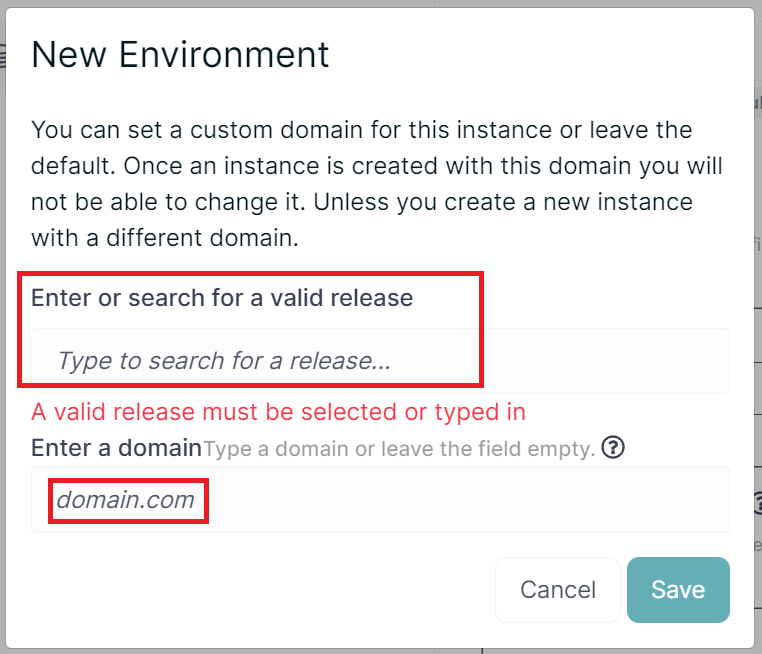 New Environment
You can set a custom domain for this instance or leave the
default. Once an instance is created with this domain you will
not be able to change it. Unless you create a new instance
with a different domain.
Enter or search for a valid release
Type to search for a release...
A valid release must be selected or typed in
Enter a domain Type a domain or leave the field empty. ?
domain.com
Cancel Save